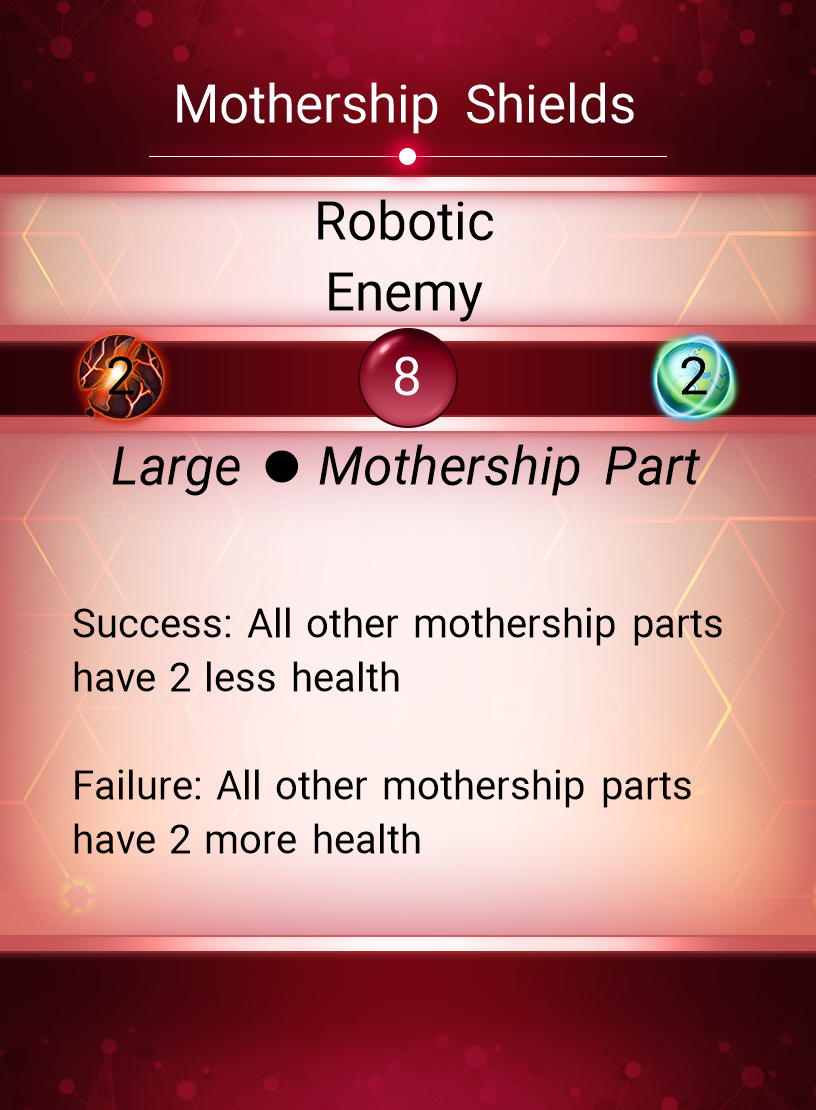 Mothership Shields
Robotic
Enemy
2 8 2
Large ● Mothership Part
Success: All other mothership parts
have 2 less health
Failure: All other mothership parts
have 2 more health